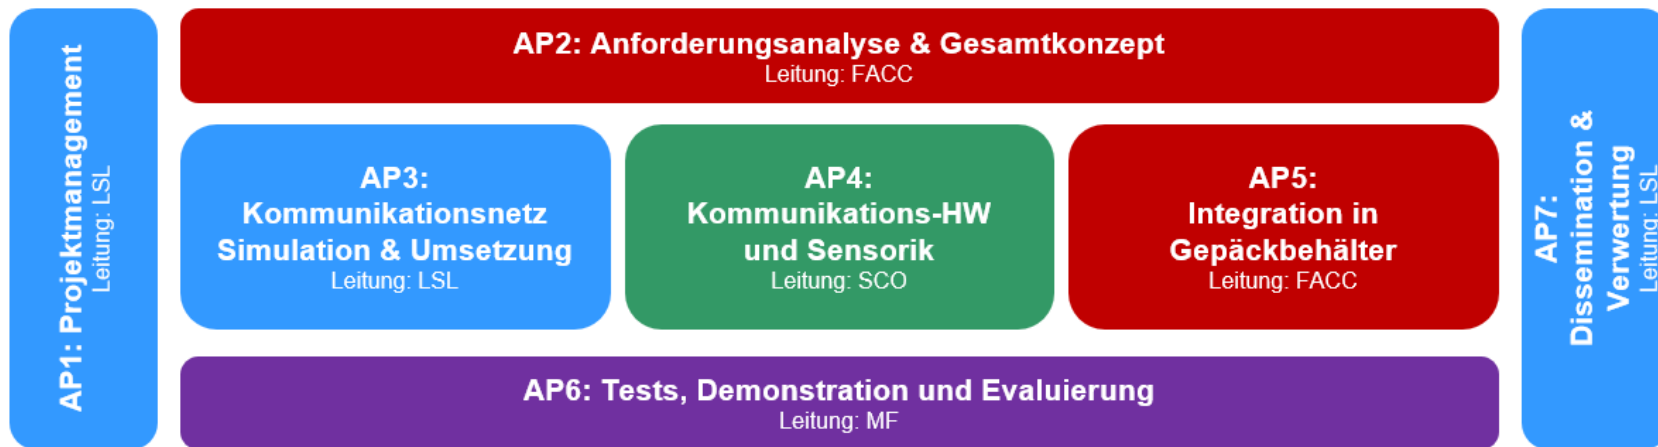 AP1: Projektmanagement
Leitung: LSL
AP2: Anforderungsanalyse & Gesamtkonzept
Leitung: FACC
AP3:
Kommunikationsnetz
Simulation & Umsetzung
Leitung: LSL
AP4:
Kommunikations-HW
und Sensorik
Leitung: SCO
AP5:
Integration in
Gepäckbehälter
Leitung: FACC
AP6: Tests, Demonstration und Evaluierung
Leitung: MF
AP7:
Dissemination &
Verwertung
Leitung: LSL